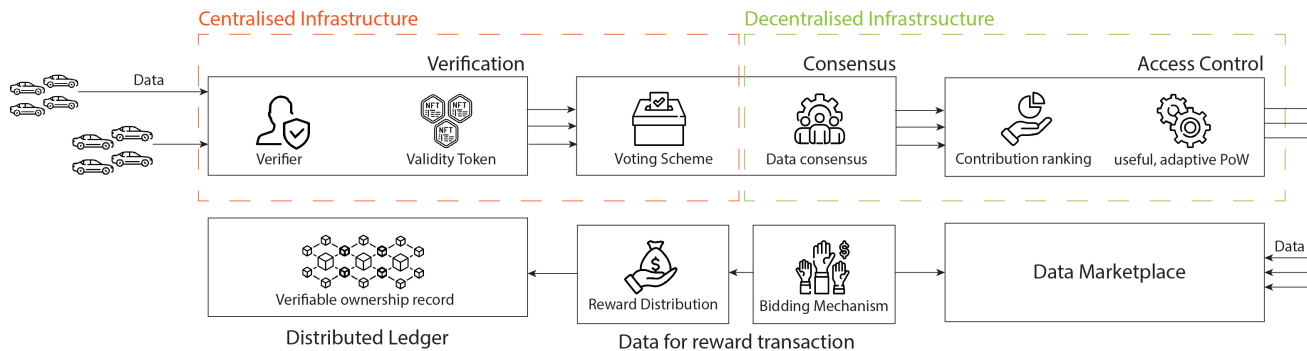 Centralised Infrastructure
Decentralised Infrastrsucture
Data
Verification
Consensus
Access Control
NFT
NFT
NFT
Verifier
Validity Token
Voting Scheme
Data consensus
Contribution ranking
useful, adaptive PoW
Data
Verifiable ownership record
Reward Distribution
Bidding Mechanism
Data Marketplace
Distributed Ledger
Data for reward transaction